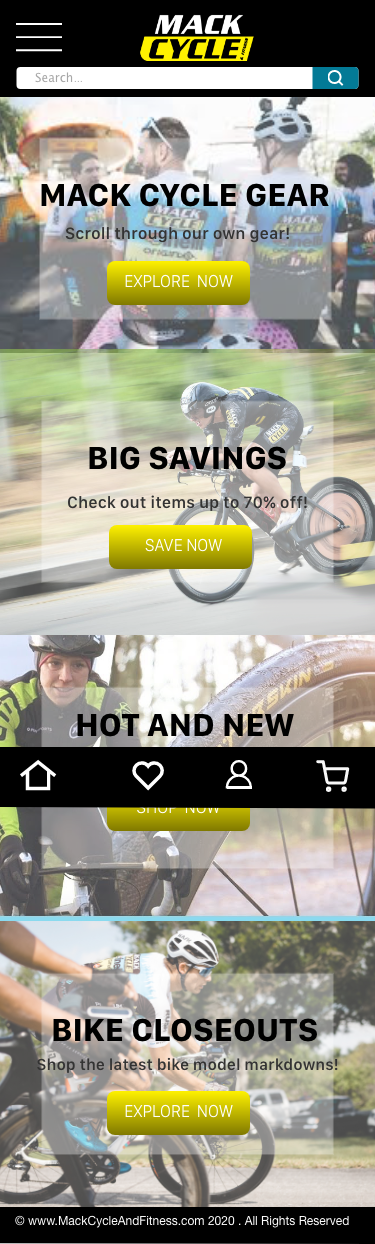 MACK
CYCLE
Search...
MACK CYCLE GEAR
Scroll through our own gear!
EXPLORE NOW
BIG SAVINGS
Check out items up to 70% off!
SAVE NOW
HOT AND NEW
SHOP NOW
BIKE CLOSEOUTS
Shop the latest bike model markdowns!
EXPLORE NOW
© www.MackCycleAndFitness.com 2020 . All Rights Reserved